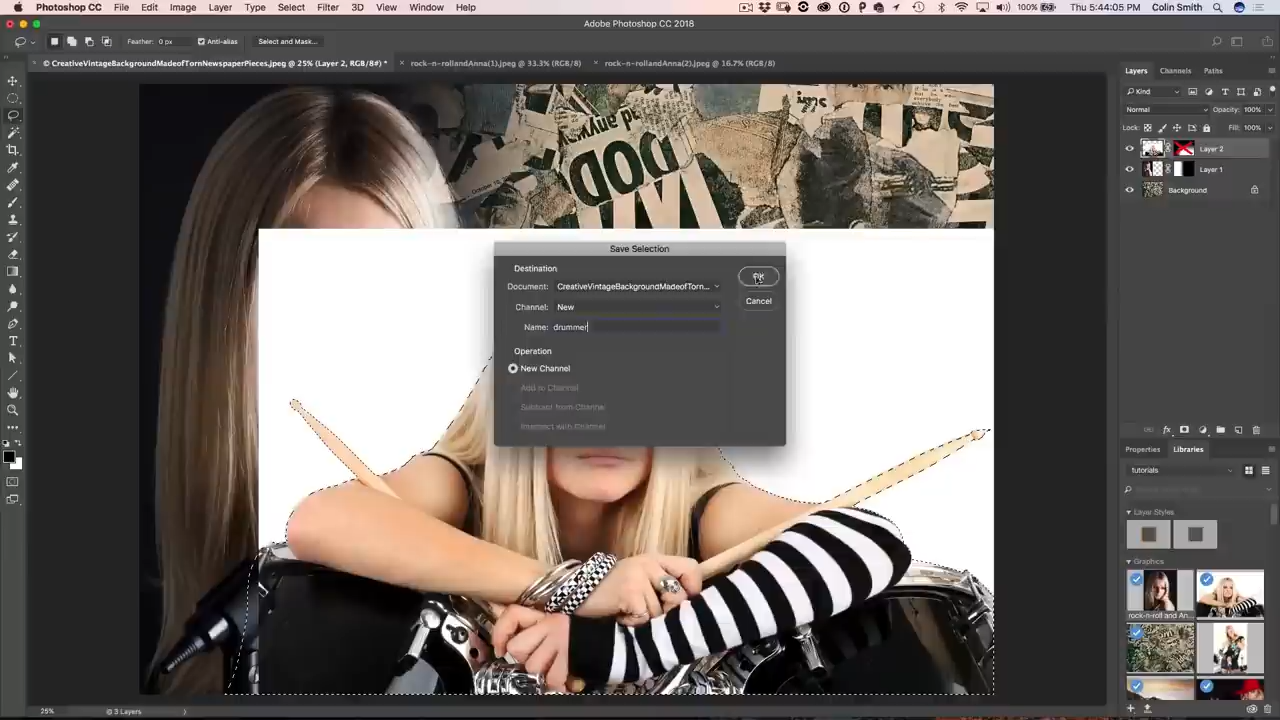 Photoshop CC File Edit Image Layer Type Select Filter 3D View Window Help 100% Thu 5:44:05 PM Colin Smith
Adobe Photoshop CC 2018
Feather: 0 px Anti-alias Select and Mask...
© CreativeVintageBackgroundMadeofTornNewspaperPieces.jpeg @ 25% (Layer 2, RGB/8#) * rock-n-rollandAnna(1).jpeg @ 33.3% (RGB/8) rock-n-rollandAnna(2).jpeg @ 16.7% (RGB/8)
Layers Channels Paths
Kind
Normal Opacity: 100%
Lock: Fill: 100%
Layer 2
Layer 1
Background
Save Selection
Destination
Document: CreativeVintageBackgroundMadeofTorn...
OK
Channel: New
Cancel
Name: drummer
Operation
New Channel
Add to Channel
Subtract from Channel
Intersect with Channel
Properties Libraries
tutorials
Layer Styles
Graphics
rock-n-roll and An...
25% 3 Layers